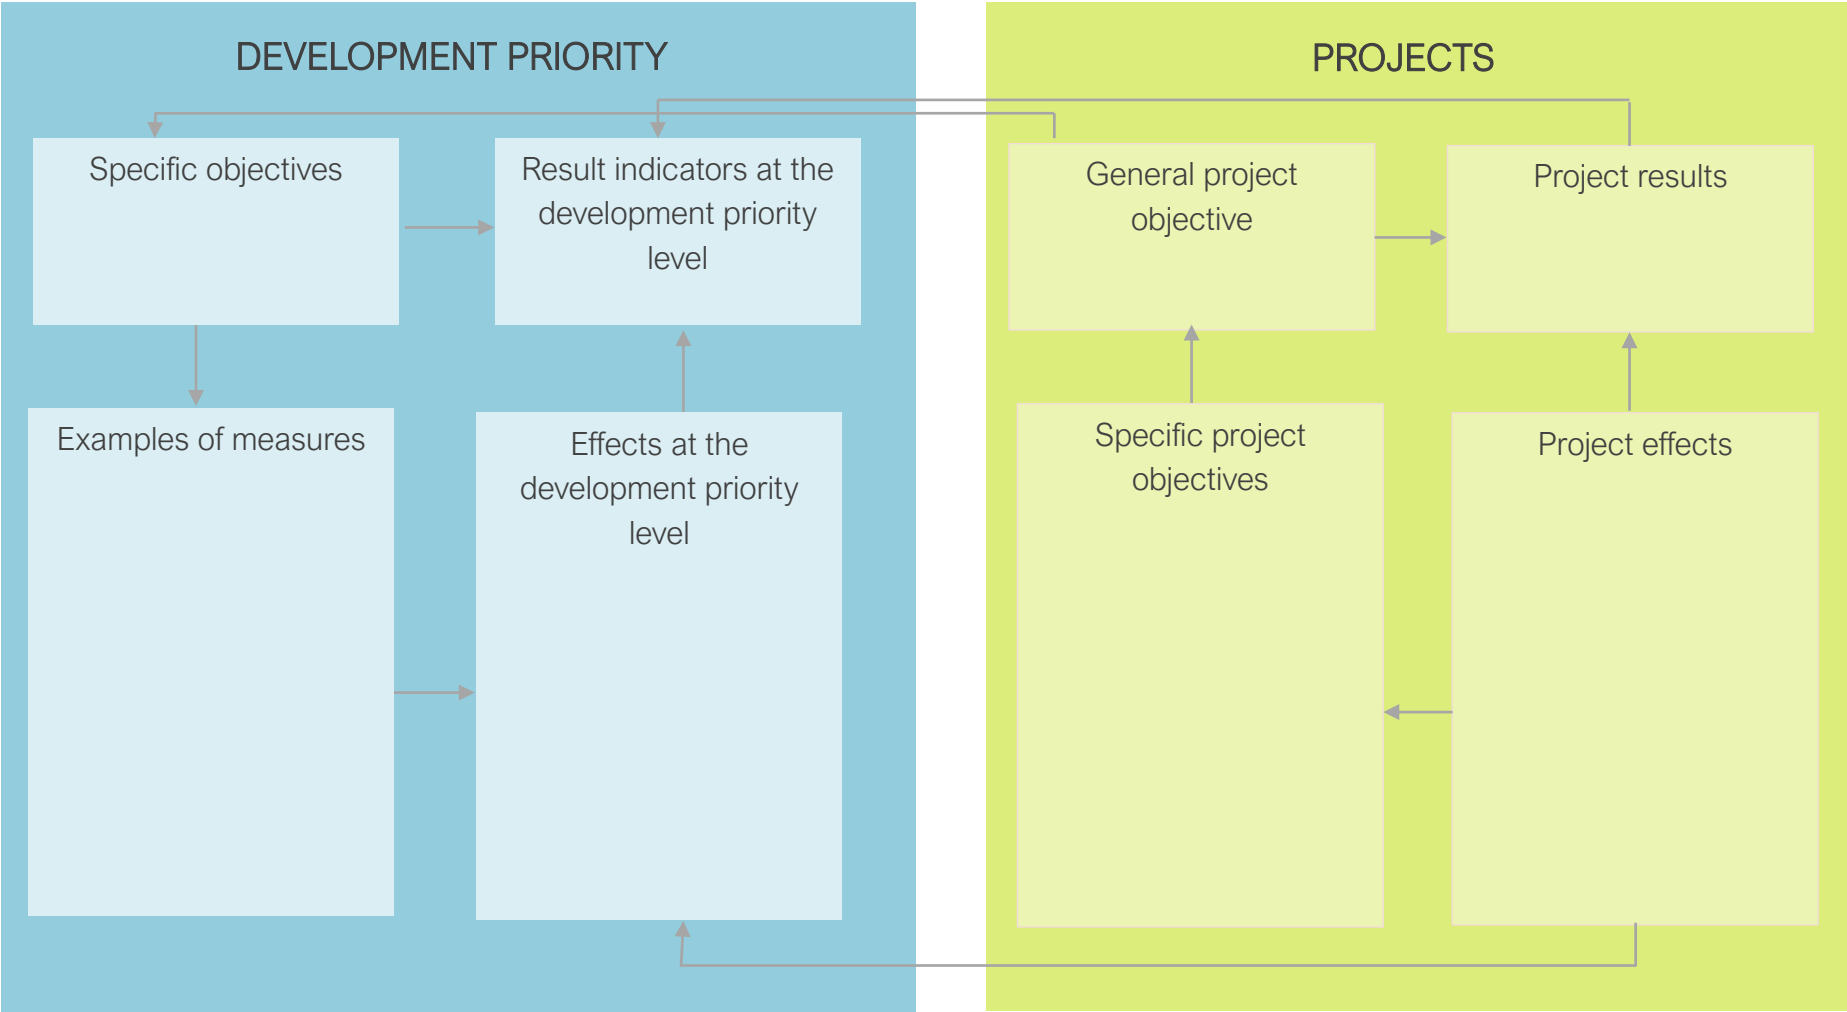 DEVELOPMENT PRIORITY
Specific objectives
Result indicators at the
development priority
level
Examples of measures
Effects at the
development priority
level
PROJECTS
General project
objective
Project results
Specific project
objectives
Project effects